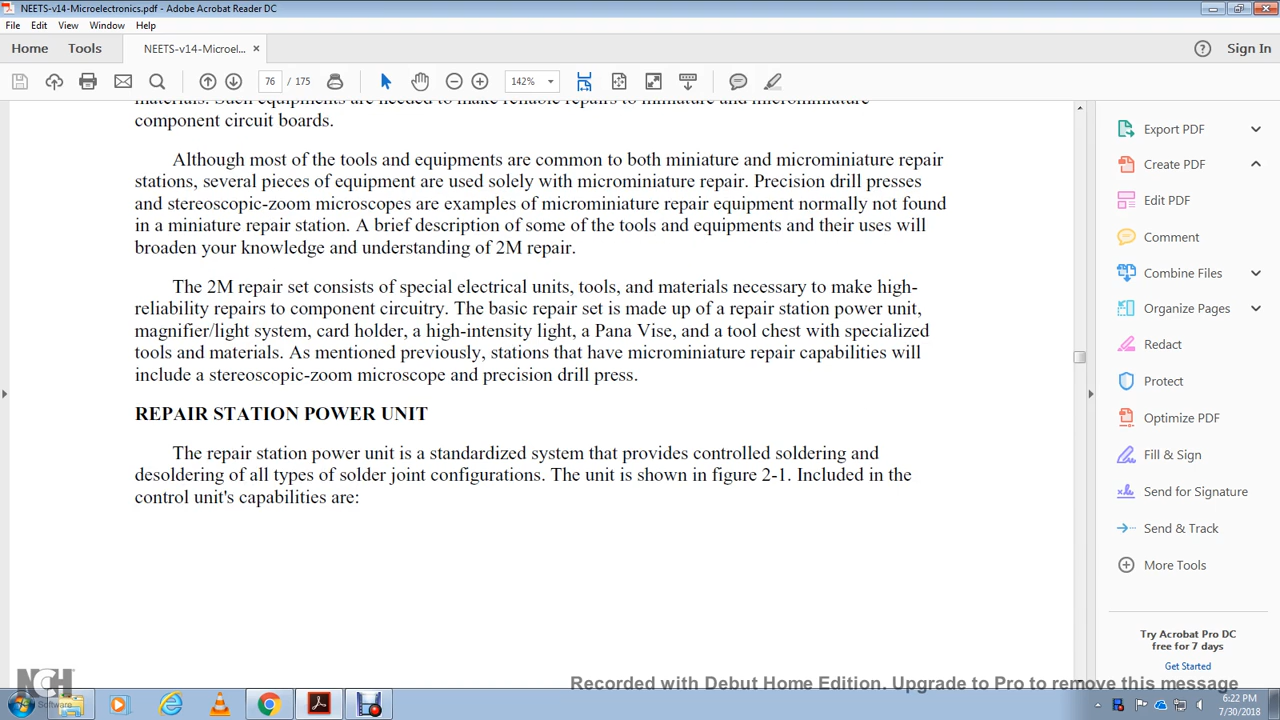 NEETS-v14-Microelectronics.pdf - Adobe Acrobat Reader DC
File Edit View Window Help
Home Tools NEETS-v14-Microel... × Sign In
76 / 175 142%
materials. Such equipments are needed to make reliable repairs to miniature and microminiature
component circuit boards.
Although most of the tools and equipments are common to both miniature and microminiature repair
stations, several pieces of equipment are used solely with microminiature repair. Precision drill presses
and stereoscopic-zoom microscopes are examples of microminiature repair equipment normally not found
in a miniature repair station. A brief description of some of the tools and equipments and their uses will
broaden your knowledge and understanding of 2M repair.
The 2M repair set consists of special electrical units, tools, and materials necessary to make high-
reliability repairs to component circuitry. The basic repair set is made up of a repair station power unit,
magnifier/light system, card holder, a high-intensity light, a Pana Vise, and a tool chest with specialized
tools and materials. As mentioned previously, stations that have microminiature repair capabilities will
include a stereoscopic-zoom microscope and precision drill press.
REPAIR STATION POWER UNIT
The repair station power unit is a standardized system that provides controlled soldering and
desoldering of all types of solder joint configurations. The unit is shown in figure 2-1. Included in the
control unit's capabilities are:
Export PDF
Create PDF
Edit PDF
Comment
Combine Files
Organize Pages
Redact
Protect
Optimize PDF
Fill & Sign
Send for Signature
Send & Track
More Tools
Try Acrobat Pro DC
free for 7 days
Get Started
NCH
Software
Recorded with Debut Home Edition. Upgrade to Pro to remove this message
6:22 PM
7/30/2018